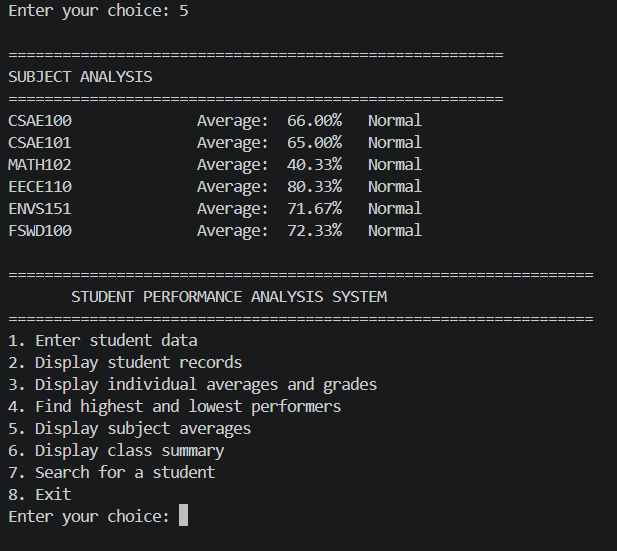 Enter your choice: 5
=======================================================
SUBJECT ANALYSIS
=======================================================
CSAE100 Average: 66.00% Normal
CSAE101 Average: 65.00% Normal
MATH102 Average: 40.33% Normal
EECE110 Average: 80.33% Normal
ENVS151 Average: 71.67% Normal
FSWD100 Average: 72.33% Normal
=================================================================
STUDENT PERFORMANCE ANALYSIS SYSTEM
=================================================================
1. Enter student data
2. Display student records
3. Display individual averages and grades
4. Find highest and lowest performers
5. Display subject averages
6. Display class summary
7. Search for a student
8. Exit
Enter your choice: